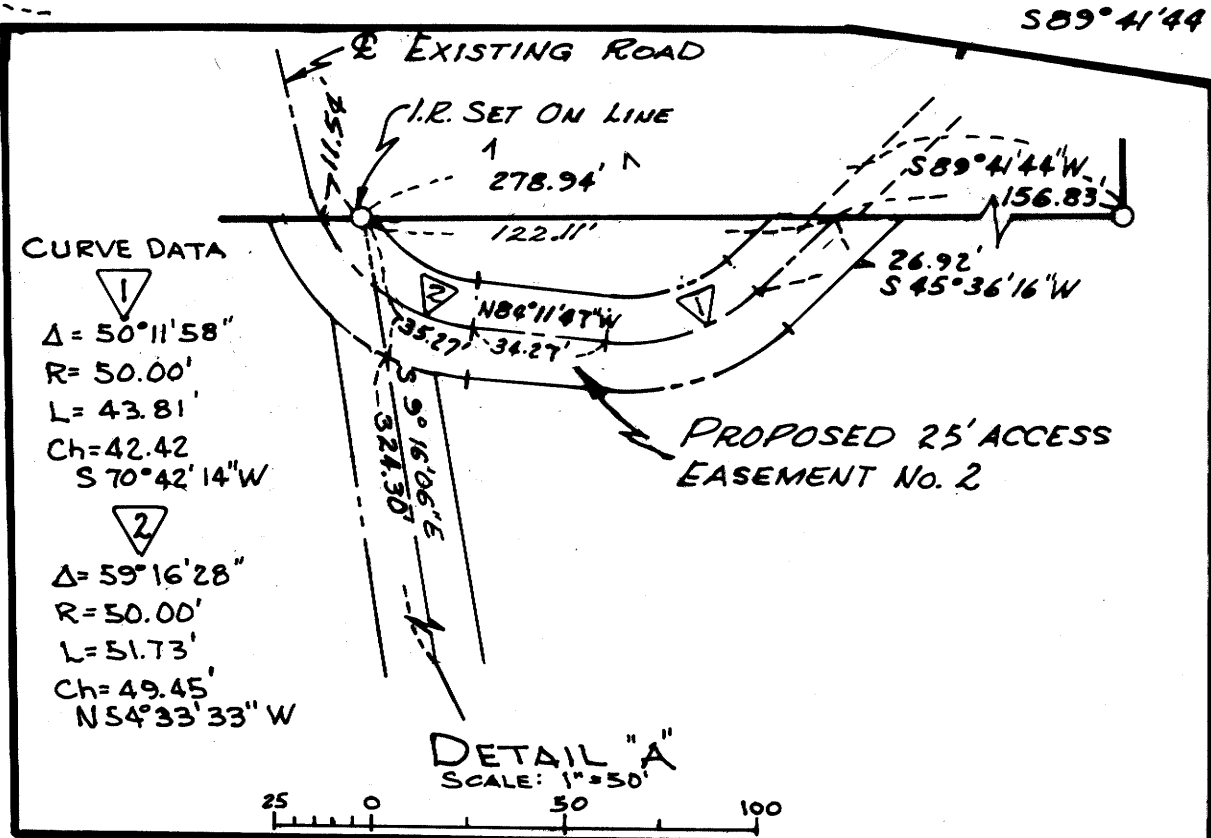 S89°41'44
℄ EXISTING ROAD
I.R. SET ON LINE
11.54
278.94'
S89°41'44"W
156.83'
122.11'
26.92'
S 45°36'16"W
CURVE DATA
1
Δ= 50°11'58"
R= 50.00'
L= 43.81'
Ch=42.42
S 70°42'14"W
2
Δ= 59°16'28"
R= 50.00'
L= 51.73'
Ch= 49.45'
N54°33'33"W
2
N84°11'47"W
1
35.27'
34.27'
S 9°16'06"E
324.30'
PROPOSED 25' ACCESS
EASEMENT No. 2
DETAIL "A"
SCALE: 1"=50'
25 0 50 100